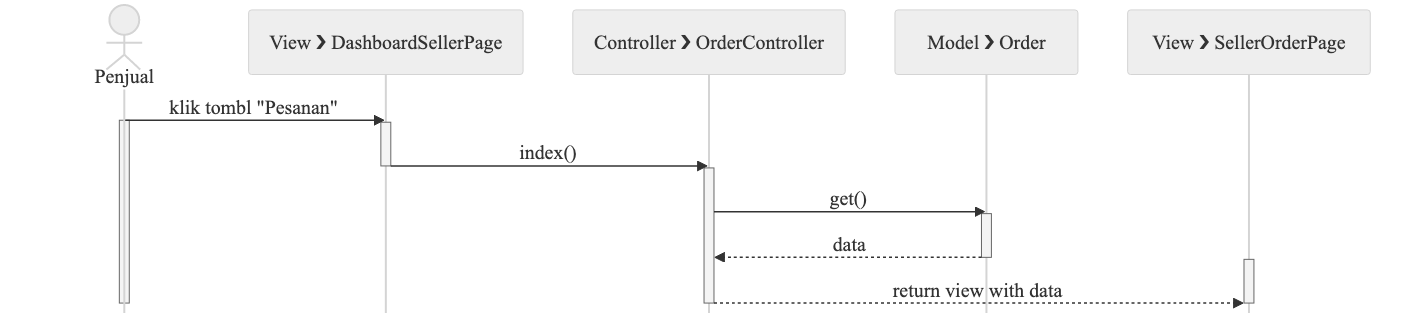 View ❯ DashboardSellerPage
Controller ❯ OrderController
Model ❯ Order
View ❯ SellerOrderPage
Penjual
klik tombl "Pesanan"
index()
get()
data
return view with data